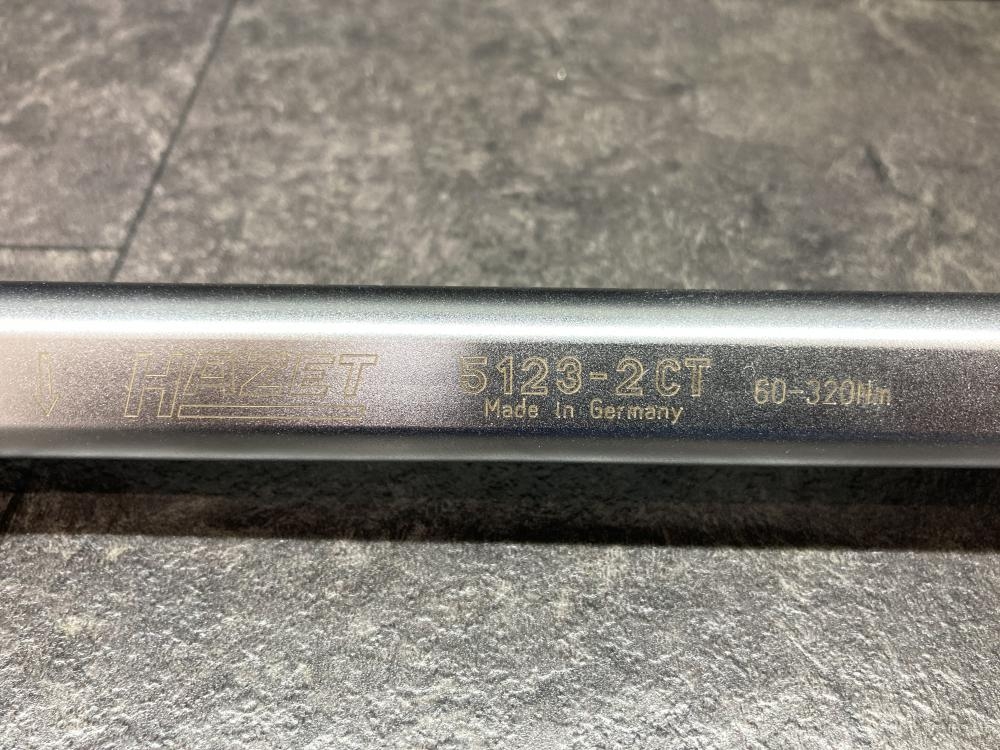 HAZET 5123-2CT 60-320Nm
Made in Germany